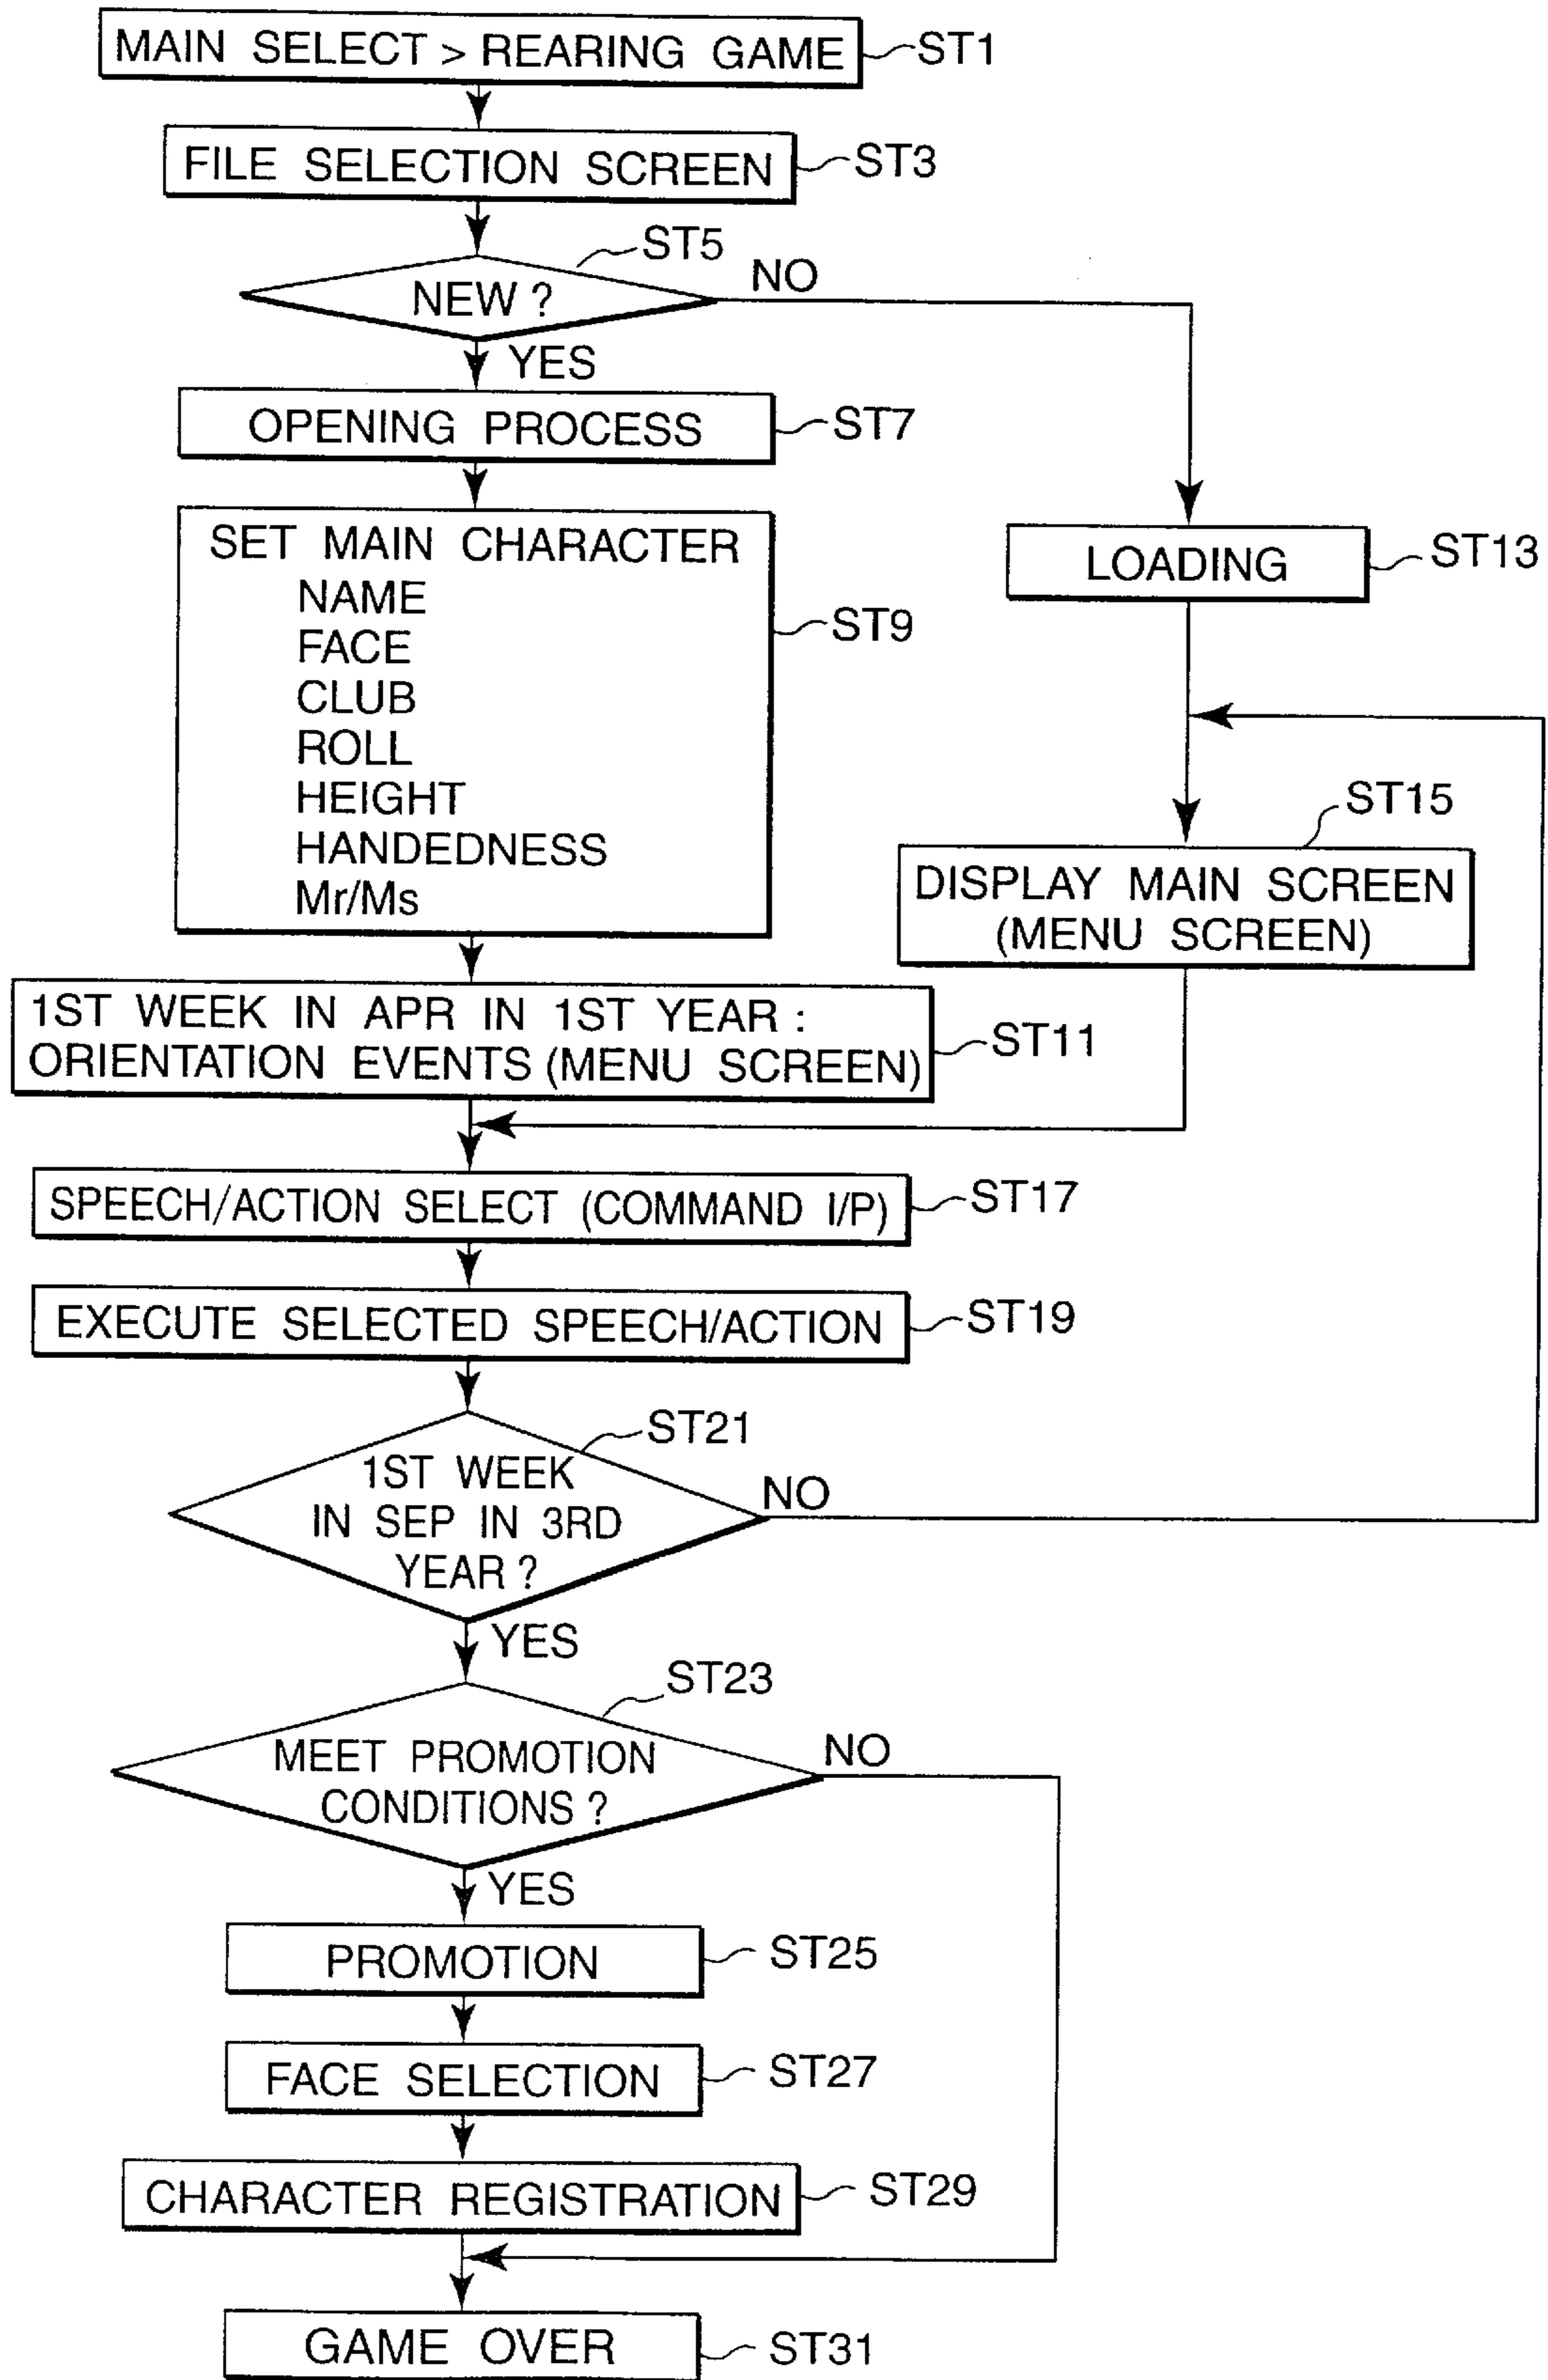 MAIN SELECT > REARING GAME
ST1
FILE SELECTION SCREEN
ST3
ST5
NEW ?
NO
YES
OPENING PROCESS
ST7
SET MAIN CHARACTER
NAME
FACE
CLUB
ROLL
HEIGHT
HANDEDNESS
Mr/Ms
ST9
LOADING
ST13
ST15
DISPLAY MAIN SCREEN
(MENU SCREEN)
1ST WEEK IN APR IN 1ST YEAR :
ORIENTATION EVENTS (MENU SCREEN)
ST11
SPEECH/ACTION SELECT (COMMAND I/P)
ST17
EXECUTE SELECTED SPEECH/ACTION
ST19
ST21
1ST WEEK
IN SEP IN 3RD
YEAR ?
NO
YES
ST23
MEET PROMOTION
CONDITIONS ?
NO
YES
PROMOTION
ST25
FACE SELECTION
ST27
CHARACTER REGISTRATION
ST29
GAME OVER
ST31